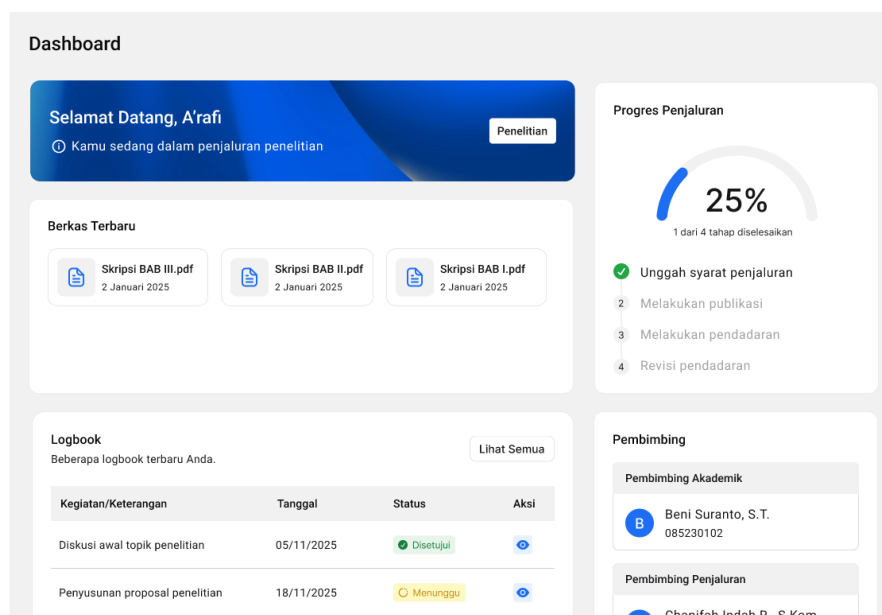 Dashboard
Selamat Datang, A'rafi
Kamu sedang dalam penjaluran penelitian
Penelitian
Berkas Terbaru
Skripsi BAB III.pdf
2 Januari 2025
Skripsi BAB II.pdf
2 Januari 2025
Skripsi BAB I.pdf
2 Januari 2025
Progres Penjaluran
25%
1 dari 4 tahap diselesaikan
Unggah syarat penjaluran
2 Melakukan publikasi
3 Melakukan pendadaran
4 Revisi pendadaran
Logbook
Beberapa logbook terbaru Anda.
Lihat Semua
Kegiatan/Keterangan Tanggal Status Aksi
Diskusi awal topik penelitian 05/11/2025 Disetujui
Penyusunan proposal penelitian 18/11/2025 Menunggu
Pembimbing
Pembimbing Akademik
B
Beni Suranto, S.T.
085230102
Pembimbing Penjaluran
Chanifah Indah R., S.Kom